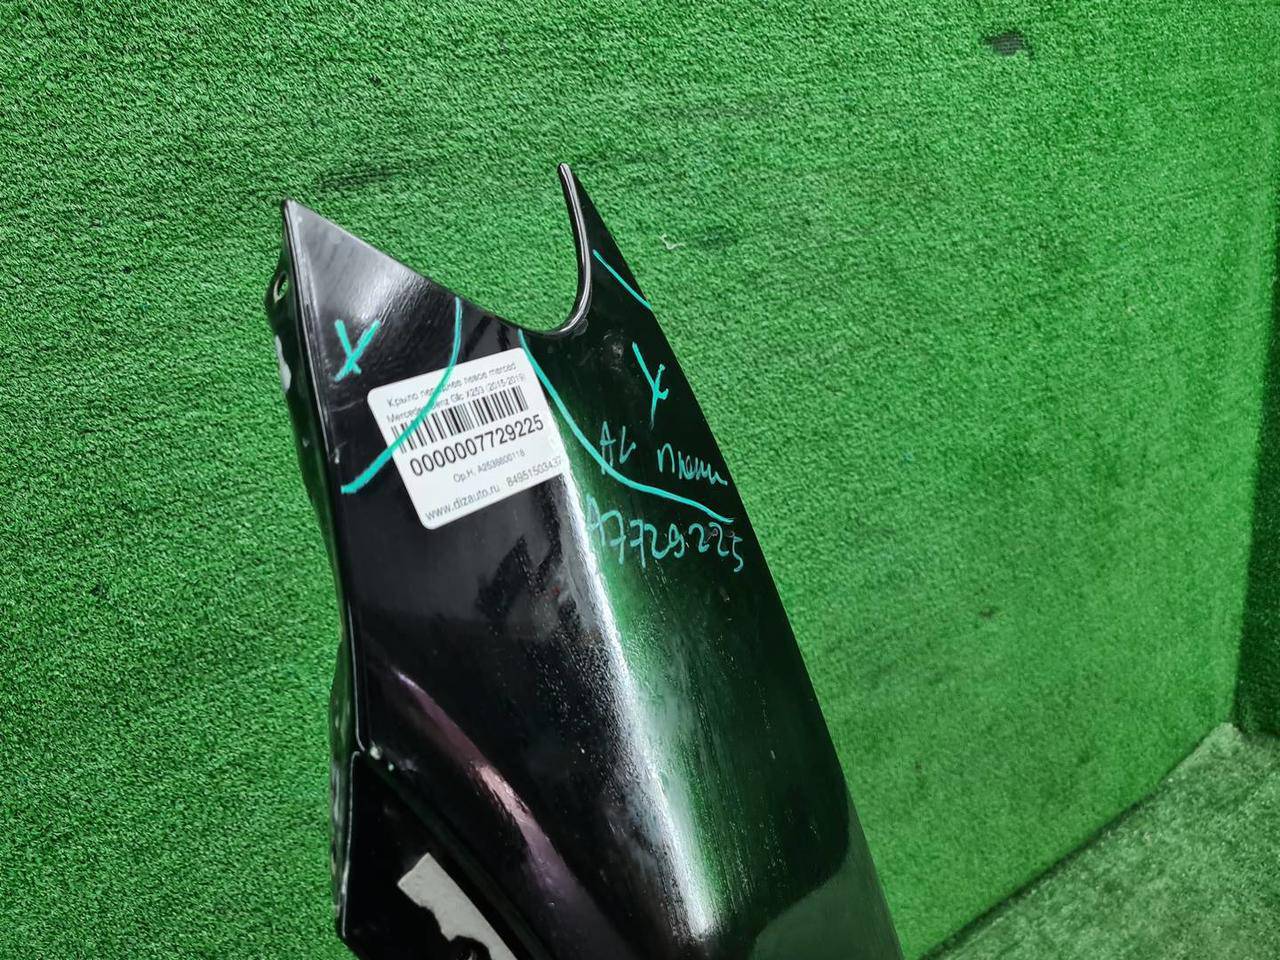 Крыло переднее левое merced
Mercedes Benz Glc X253 (2015-2019)
0000007729225
Ор.Н. A2538800118
www.dizauto.ru 84951503437
X
X
A7729225